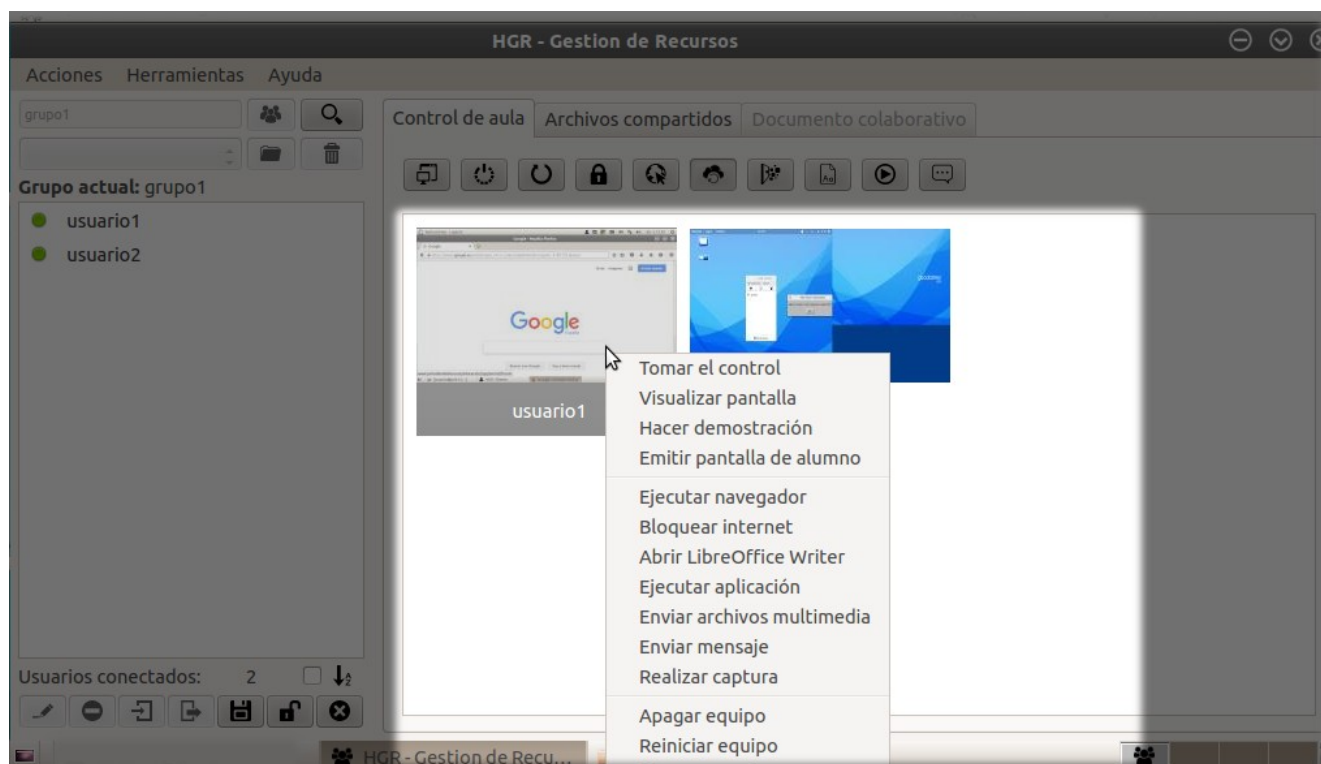 HGR - Gestion de Recursos
Acciones Herramientas Ayuda
grupo1
Control de aula Archivos compartidos Documento colaborativo
Grupo actual: grupo1
usuario1
usuario2
Google
usuario1
Tomar el control
Visualizar pantalla
Hacer demostración
Emitir pantalla de alumno
Ejecutar navegador
Bloquear internet
Abrir LibreOffice Writer
Ejecutar aplicación
Enviar archivos multimedia
Enviar mensaje
Realizar captura
Apagar equipo
Reiniciar equipo
Usuarios conectados: 2
HGR - Gestion de Recu...